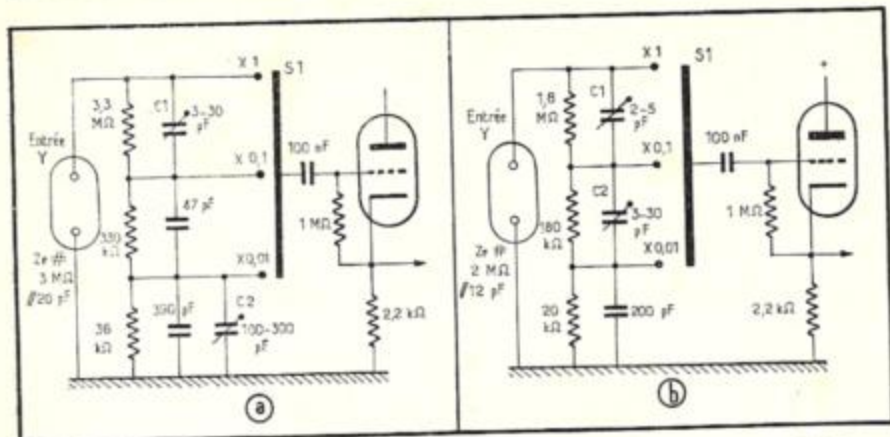 X 1
S1
3,3
MΩ
C1
3-30
pF
Entrée
Y
X 0,1
100 nF
47 pF
330
kΩ
1 MΩ
Ze #
3 MΩ
//20 pF
X 0,01
390 pF
C2
100-300
pF
36
kΩ
2,2 kΩ
a
X 1
S1
+
1,8
MΩ
C1
2-5
pF
Entrée
Y
X 0,1
100 nF
C2
3-30
pF
180
kΩ
1 MΩ
Ze #
2 MΩ
//12 pF
X 0,01
20
kΩ
200 pF
2,2 kΩ
b